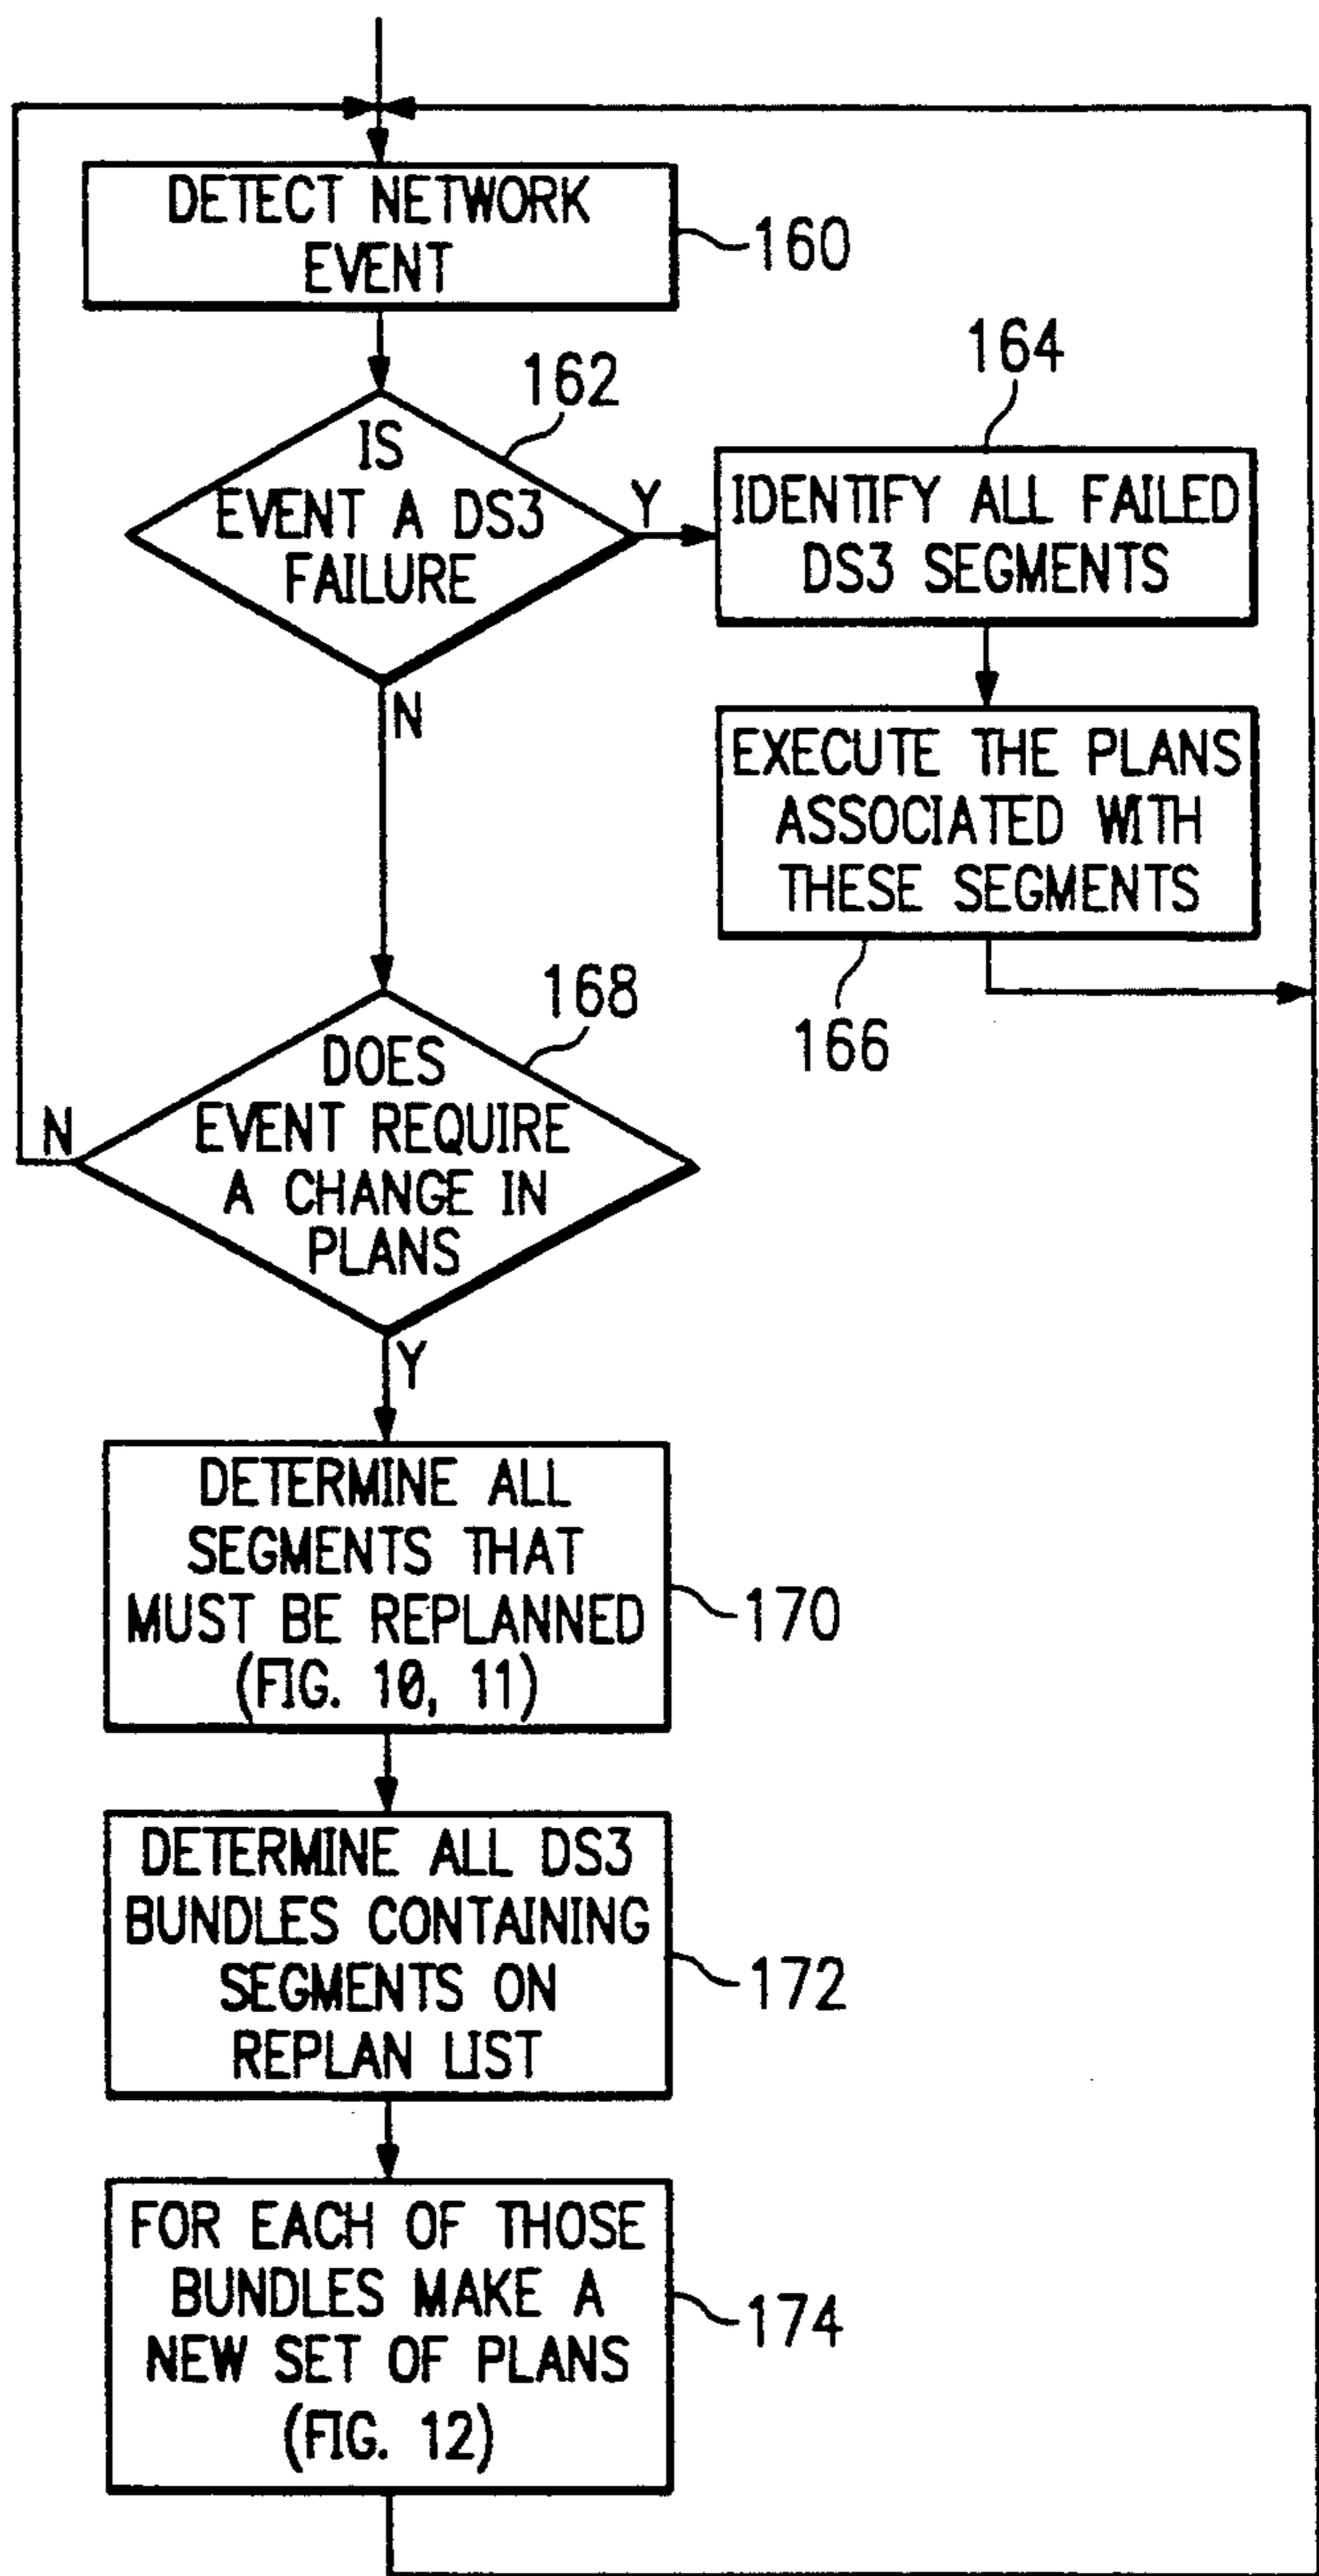 DETECT NETWORK
EVENT
160
IS
EVENT A DS3
FAILURE
162
Y
N
164
IDENTIFY ALL FAILED
DS3 SEGMENTS
EXECUTE THE PLANS
ASSOCIATED WITH
THESE SEGMENTS
166
DOES
EVENT REQUIRE
A CHANGE IN
PLANS
168
N
Y
DETERMINE ALL
SEGMENTS THAT
MUST BE REPLANNED
(FIG. 10, 11)
170
DETERMINE ALL DS3
BUNDLES CONTAINING
SEGMENTS ON
REPLAN LIST
172
FOR EACH OF THOSE
BUNDLES MAKE A
NEW SET OF PLANS
(FIG. 12)
174